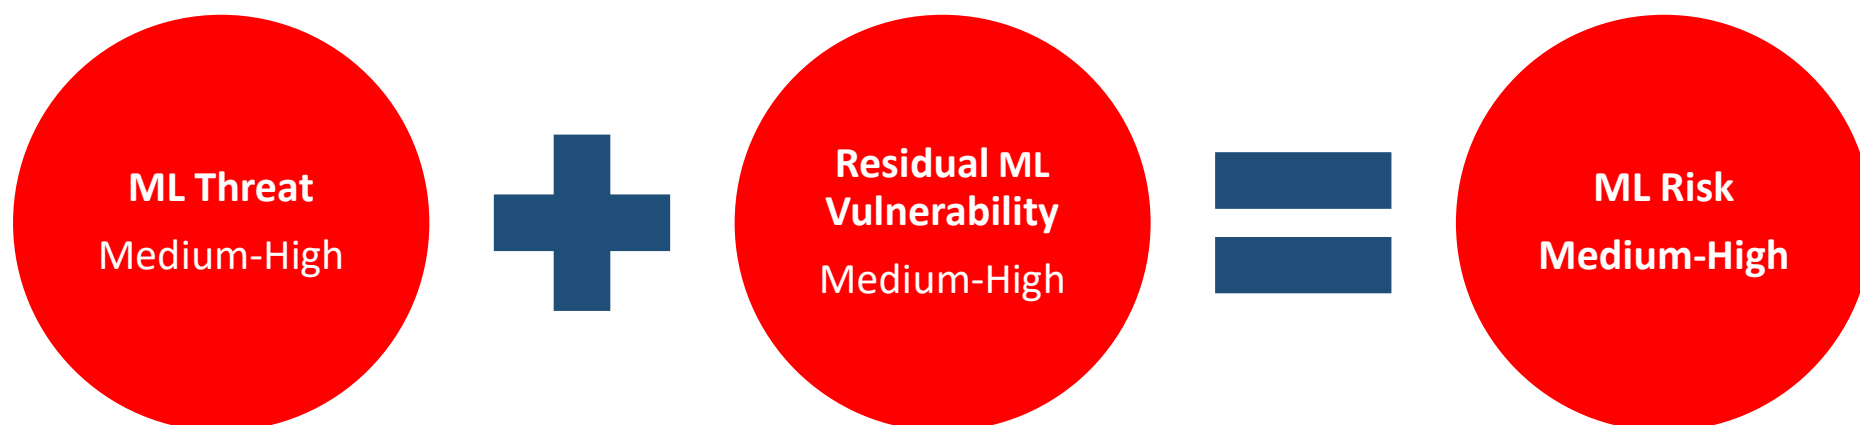 ML Threat
Medium-High
Residual ML
Vulnerability
Medium-High
ML Risk
Medium-High